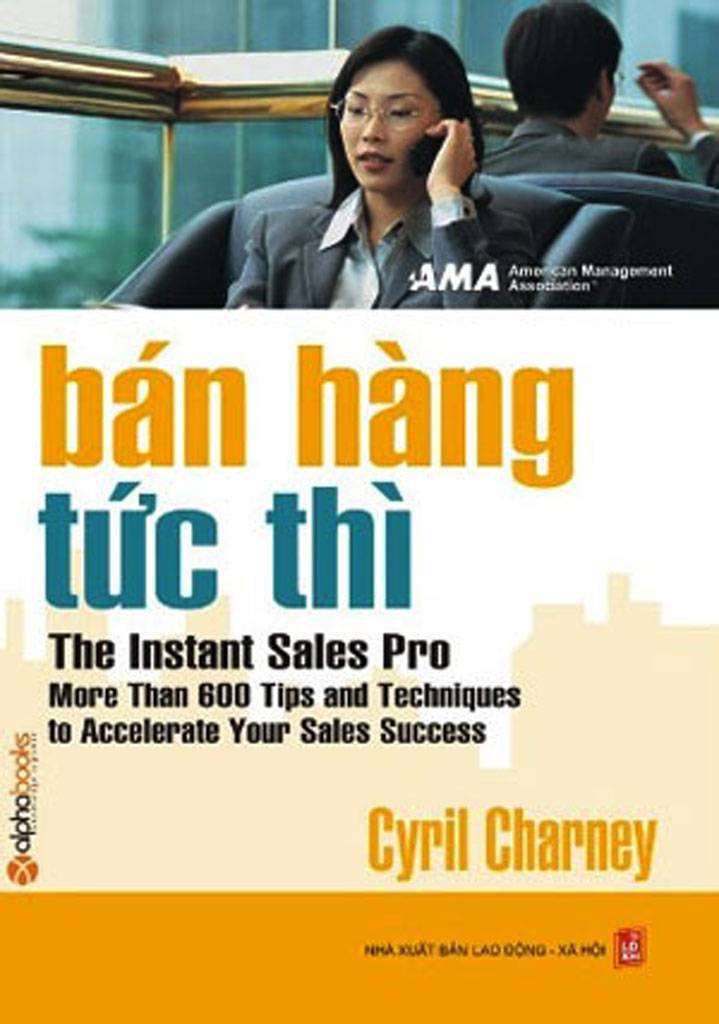 AMA American Management
Association
bán hàng
tức thì
The Instant Sales Pro
More Than 600 Tips and Techniques
to Accelerate Your Sales Success
alphabooks
Cyril Charney
NHÀ XUẤT BẢN LAO ĐỘNG - XÃ HỘI